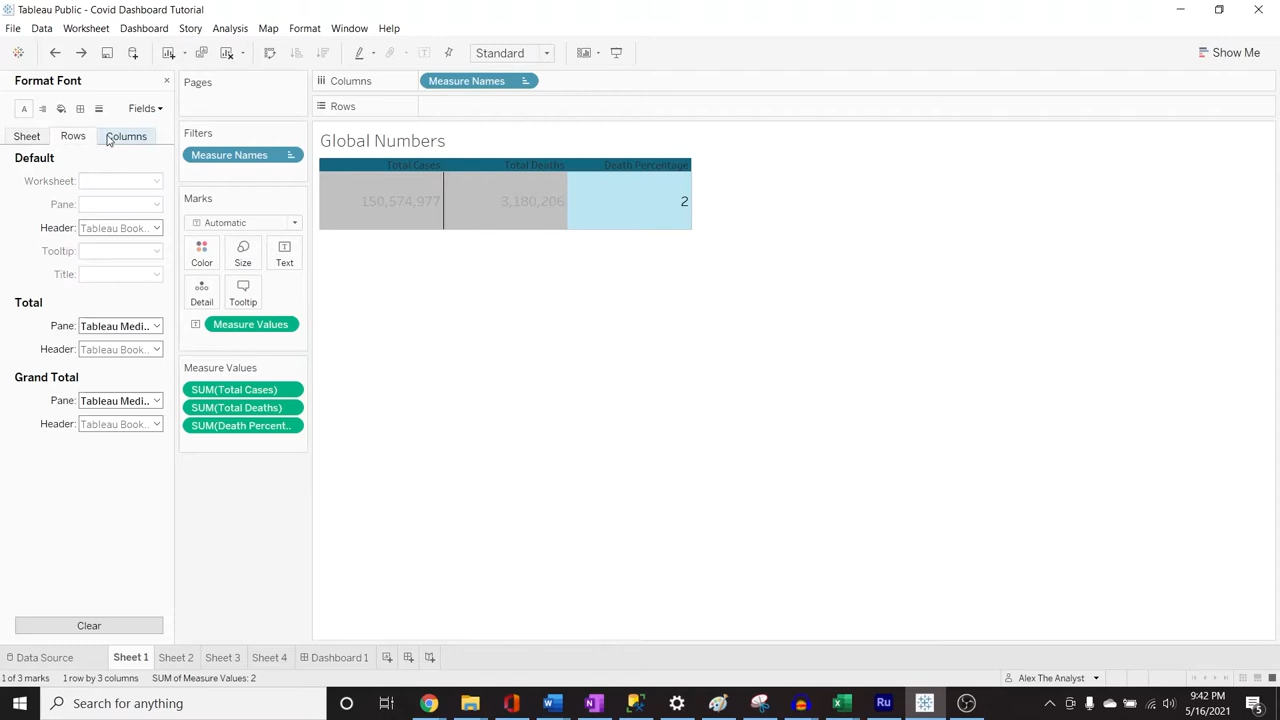 Tableau Public - Covid Dashboard Tutorial
File Data Worksheet Dashboard Story Analysis Map Format Window Help
Standard
Show Me
Format Font
Fields
Sheet Rows Columns
Default
Worksheet:
Pane:
Header: Tableau Book..
Tooltip:
Title:
Total
Pane: Tableau Medi..
Header: Tableau Book..
Grand Total
Pane: Tableau Medi..
Header: Tableau Book..
Clear
Pages
Filters
Measure Names
Marks
Automatic
Color Size Text
Detail Tooltip
Measure Values
Measure Values
SUM(Total Cases)
SUM(Total Deaths)
SUM(Death Percent..
Columns Measure Names
Rows
Global Numbers
Total Cases Total Deaths Death Percentage
150,574,977 3,180,206 2
Data Source Sheet 1 Sheet 2 Sheet 3 Sheet 4 Dashboard 1
1 of 3 marks 1 row by 3 columns SUM of Measure Values: 2 Alex The Analyst
Search for anything
9:42 PM
5/16/2021
5